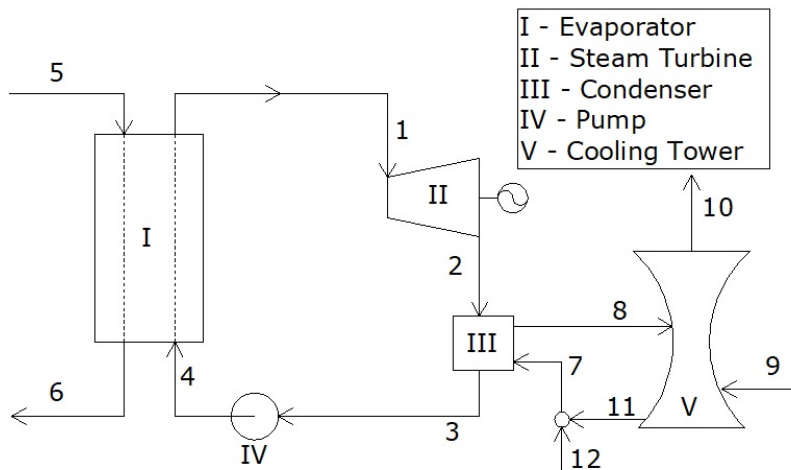 I - Evaporator
II - Steam Turbine
III - Condenser
IV - Pump
V - Cooling Tower
5
1
10
I
II
2
8
III
7
9
6
4
3
11
V
IV
12